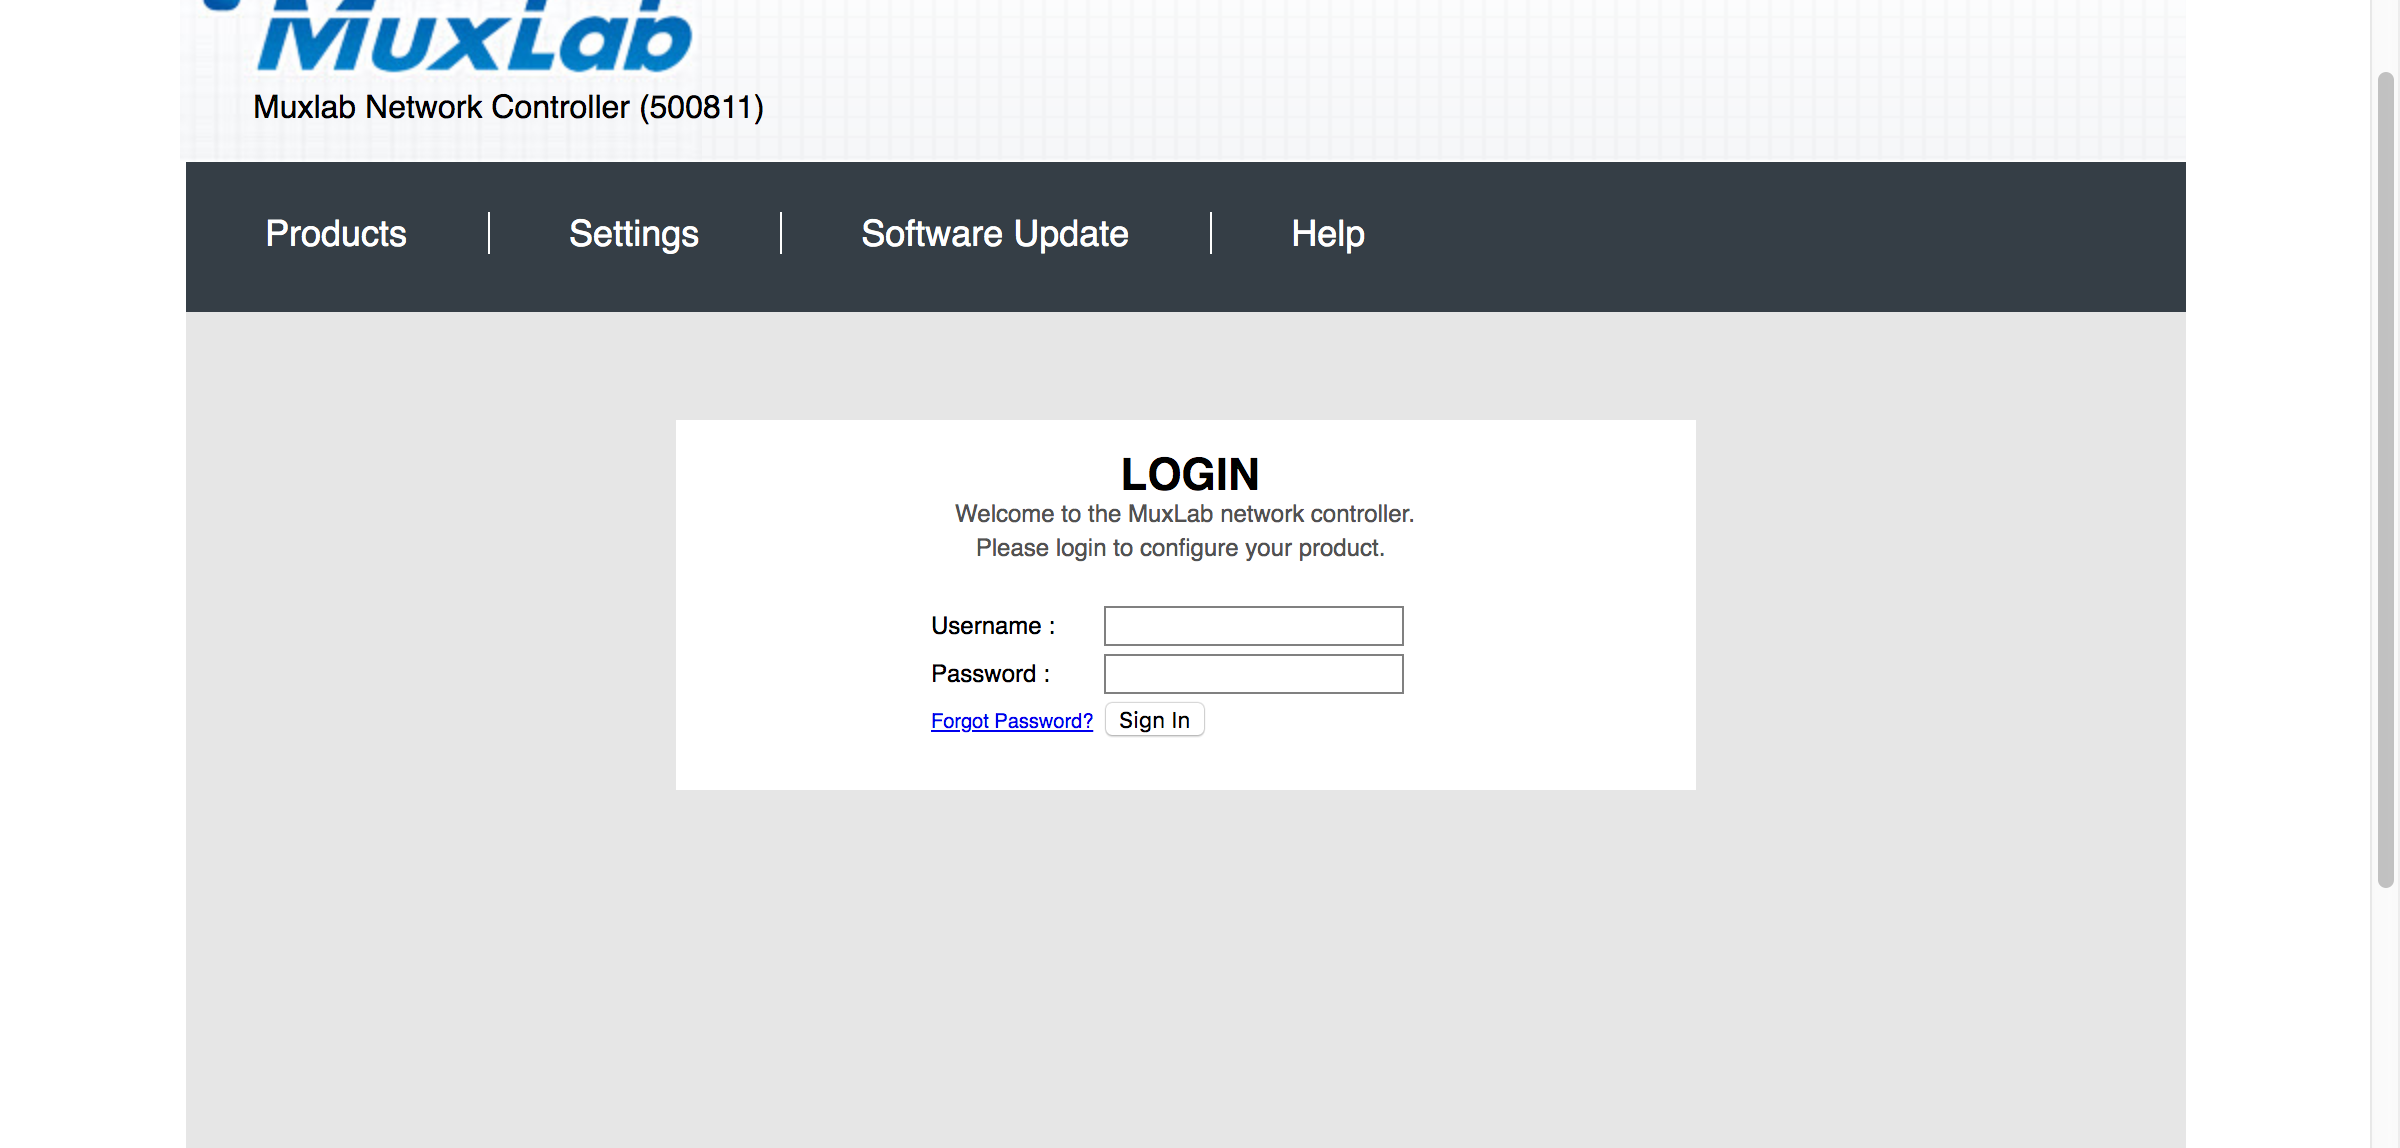 MuxLab
Muxlab Network Controller (500811)
Products
Settings
Software Update
Help
LOGIN
Welcome to the MuxLab network controller.
Please login to configure your product.
Username :
Password :
Forgot Password?
Sign In